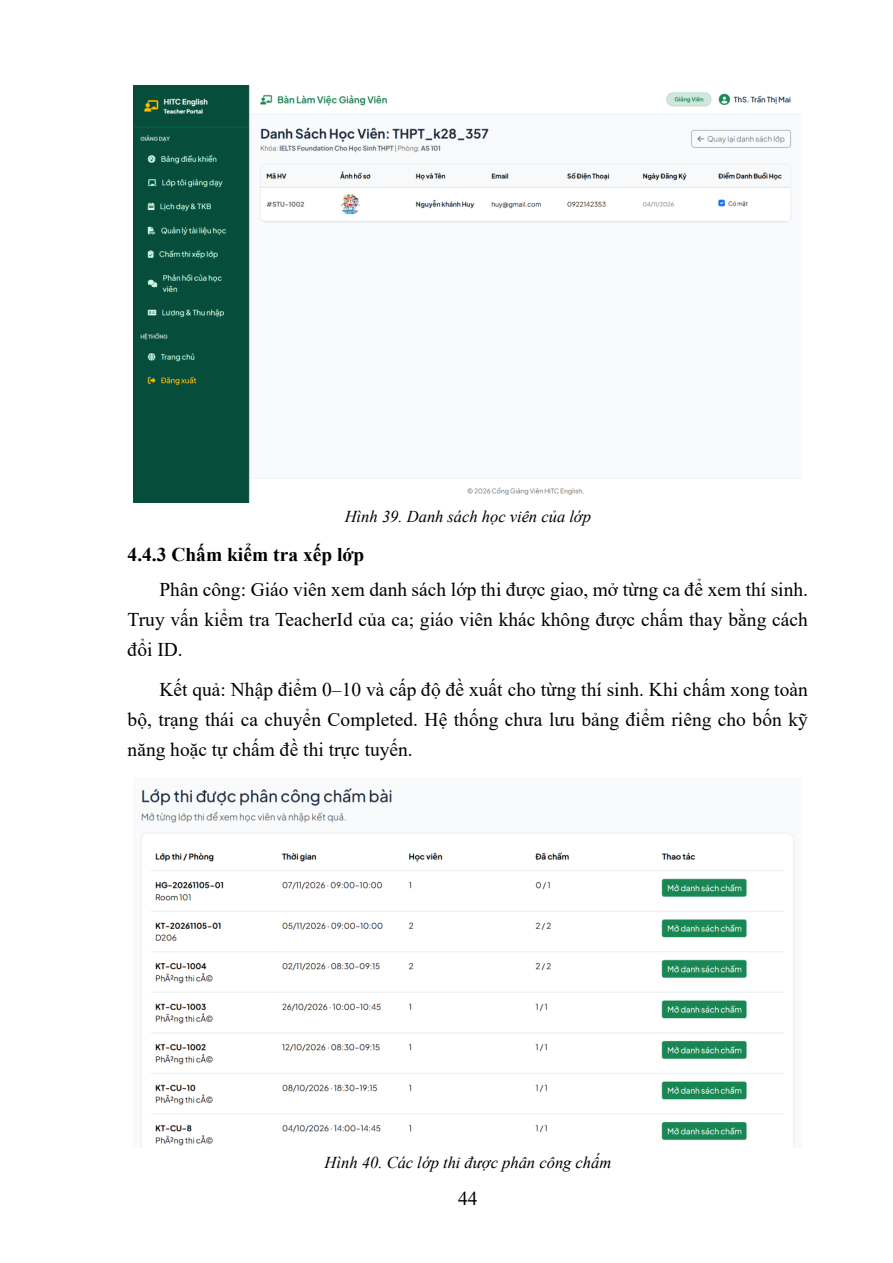 HITC English
Teacher Portal
GIẢNG DẠY
Bảng điều khiển
Lớp tôi giảng dạy
Lịch dạy & TKB
Quản lý tài liệu học
Chấm thi xếp lớp
Phản hồi của học
viên
Lương & Thu nhập
HỆ THỐNG
Trang chủ
Đăng xuất
Bàn Làm Việc Giảng Viên
Giảng Viên
ThS. Trần Thị Mai
Danh Sách Học Viên: THPT_k28_357
Khóa: IELTS Foundation Cho Học Sinh THPT | Phòng: AS 101
← Quay lại danh sách lớp
Mã HV Ảnh hồ sơ Họ và Tên Email Số Điện Thoại Ngày Đăng Ký Điểm Danh Buổi Học
#STU-1002 Nguyễn khánh Huy huy@gmail.com 0922142353 04/11/2026 Có mặt
© 2026 Cổng Giảng Viên HITC English.
Hình 39. Danh sách học viên của lớp
4.4.3 Chấm kiểm tra xếp lớp
Phân công: Giáo viên xem danh sách lớp thi được giao, mở từng ca để xem thí sinh.
Truy vấn kiểm tra TeacherId của ca; giáo viên khác không được chấm thay bằng cách
đổi ID.
Kết quả: Nhập điểm 0–10 và cấp độ đề xuất cho từng thí sinh. Khi chấm xong toàn
bộ, trạng thái ca chuyển Completed. Hệ thống chưa lưu bảng điểm riêng cho bốn kỹ
năng hoặc tự chấm đề thi trực tuyến.
Lớp thi được phân công chấm bài
Mở từng lớp thi để xem học viên và nhập kết quả.
Lớp thi / Phòng Thời gian Học viên Đã chấm Thao tác
HG-20261105-01 07/11/2026 · 09:00-10:00 1 0/1 Mở danh sách chấm
Room 101
KT-20261105-01 05/11/2026 · 09:00-10:00 2 2/2 Mở danh sách chấm
D206
KT-CU-1004 02/11/2026 · 08:30-09:15 2 2/2 Mở danh sách chấm
PhÃ²ng thi cÅ©
KT-CU-1003 26/10/2026 · 10:00-10:45 1 1/1 Mở danh sách chấm
PhÃ²ng thi cÅ©
KT-CU-1002 12/10/2026 · 08:30-09:15 1 1/1 Mở danh sách chấm
PhÃ²ng thi cÅ©
KT-CU-10 08/10/2026 · 18:30-19:15 1 1/1 Mở danh sách chấm
PhÃ²ng thi cÅ©
KT-CU-8 04/10/2026 · 14:00-14:45 1 1/1 Mở danh sách chấm
PhÃ²ng thi cÅ©
Hình 40. Các lớp thi được phân công chấm
44